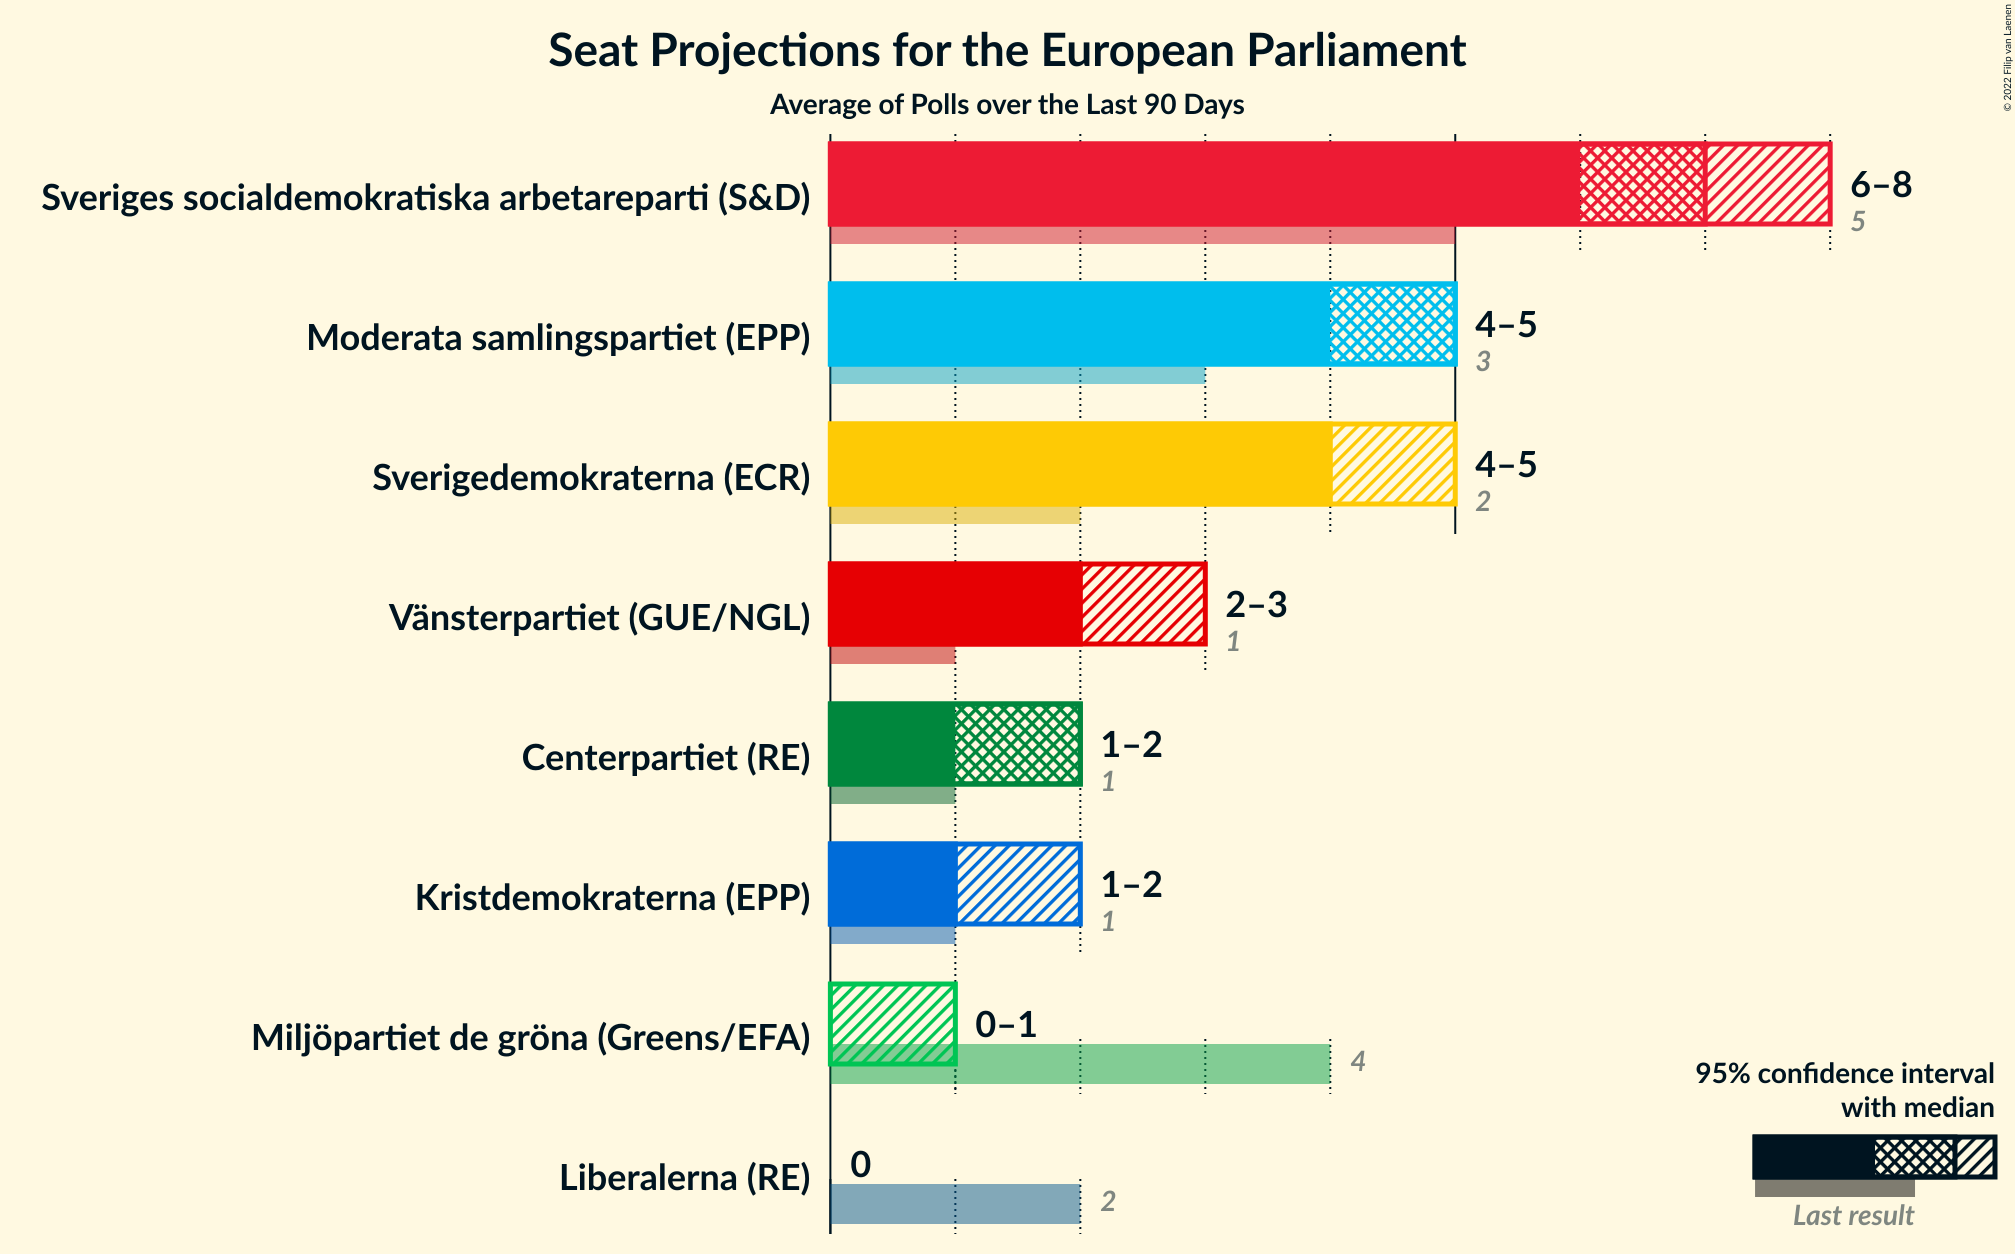 Seat Projections for the European Parliament
Average of Polls over the Last 90 Days
© 2022 Filip van Laenen
Sveriges socialdemokratiska arbetareparti (S&D)
6–8
5
Moderata samlingspartiet (EPP)
4–5
3
Sverigedemokraterna (ECR)
4–5
2
Vänsterpartiet (GUE/NGL)
2–3
1
Centerpartiet (RE)
1–2
1
Kristdemokraterna (EPP)
1–2
1
Miljöpartiet de gröna (Greens/EFA)
0–1
4
Liberalerna (RE)
0
2
95% confidence interval
with median
Last result